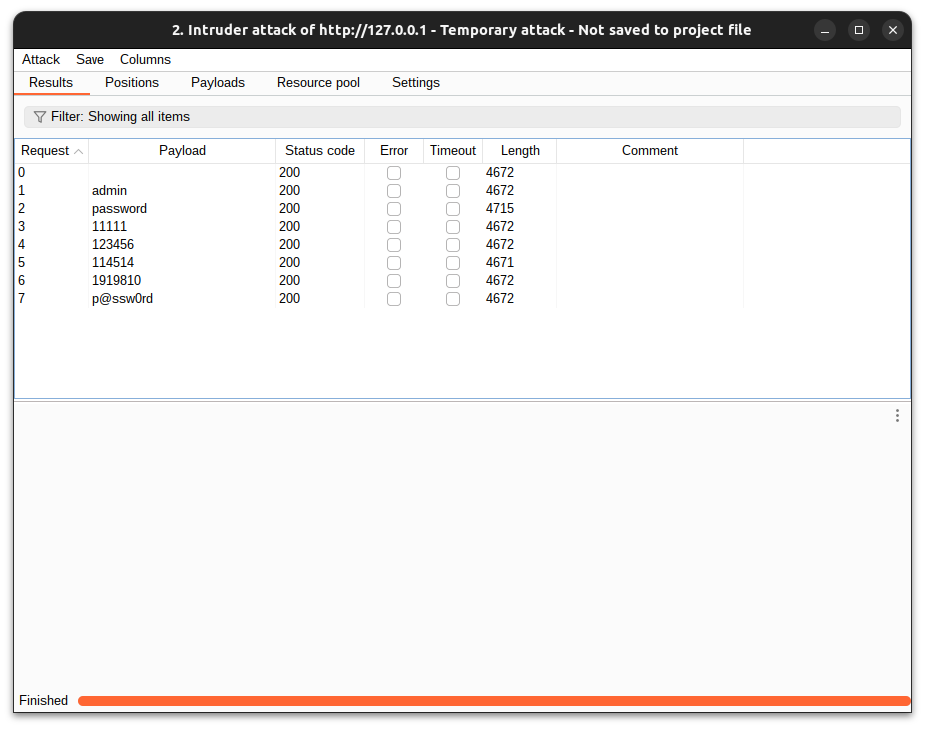 2. Intruder attack of http://127.0.0.1 - Temporary attack - Not saved to project file
Attack Save Columns
Results Positions Payloads Resource pool Settings
Filter: Showing all items
Request Payload Status code Error Timeout Length Comment
0 200 4672
1 admin 200 4672
2 password 200 4715
3 11111 200 4672
4 123456 200 4672
5 114514 200 4671
6 1919810 200 4672
7 p@ssw0rd 200 4672
Finished